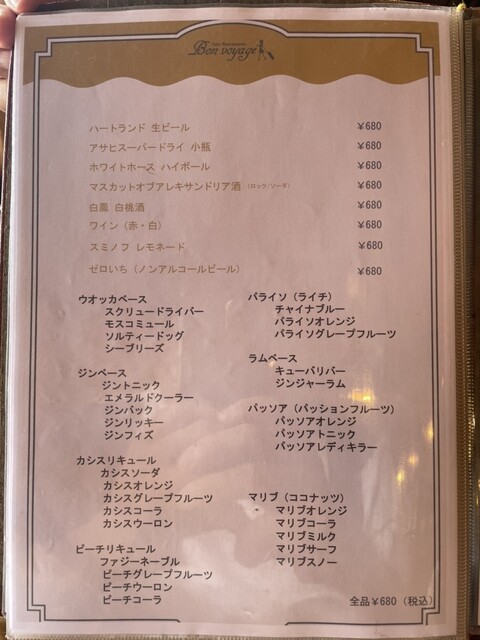 Bon voyage
ハートランド 生ビール ¥680
アサヒスーパードライ 小瓶 ¥680
ホワイトホース ハイボール ¥680
マスカットオブアレキサンドリア酒 (ロック/ソーダ) ¥680
白鳳 白桃酒 ¥680
ワイン（赤・白） ¥680
スミノフ レモネード ¥680
ゼロいち（ノンアルコールビール） ¥680
ウオッカベース
スクリュードライバー
モスコミュール
ソルティードッグ
シーブリーズ
ジンベース
ジントニック
エメラルドクーラー
ジンバック
ジンリッキー
ジンフィズ
カシスリキュール
カシスソーダ
カシスオレンジ
カシスグレープフルーツ
カシスコーラ
カシスウーロン
ピーチリキュール
ファジーネーブル
ピーチグレープフルーツ
ピーチウーロン
ピーチコーラ
パライソ（ライチ）
チャイナブルー
パライソオレンジ
パライソグレープフルーツ
ラムベース
キューバリバー
ジンジャーラム
パッソア（パッションフルーツ）
パッソアオレンジ
パッソアトニック
パッソアレディキラー
マリブ（ココナッツ）
マリブオレンジ
マリブコーラ
マリブミルク
マリブサーフ
マリブスノー
全品¥680（税込）